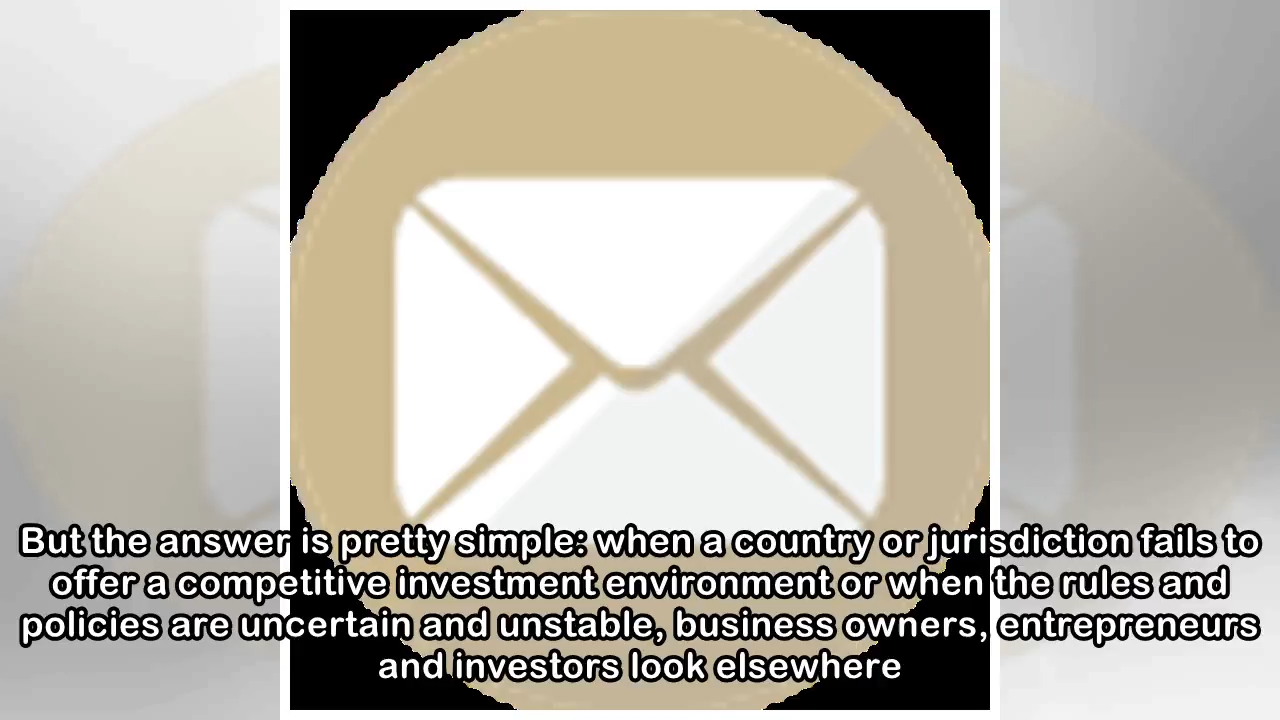 But the answer is pretty simple: when a country or jurisdiction fails to
offer a competitive investment environment or when the rules and
policies are uncertain and unstable, business owners, entrepreneurs
and investors look elsewhere